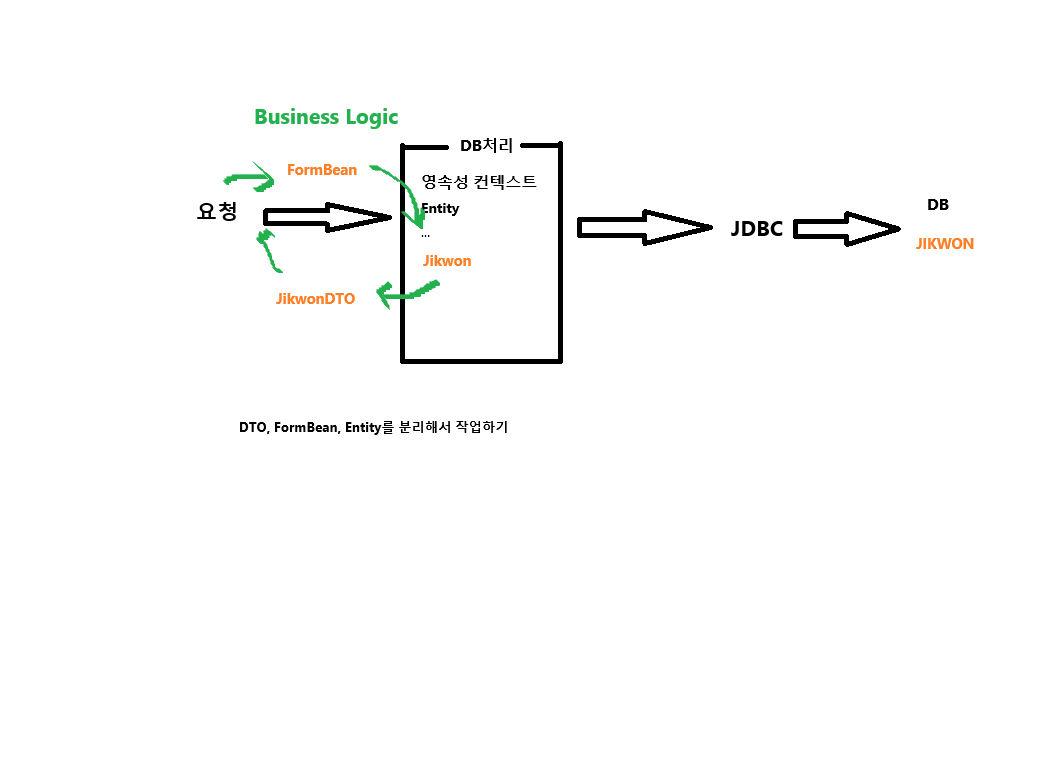 Business Logic
DB처리
FormBean
영속성 컨텍스트
Entity
...
요청
Jikwon
JikwonDTO
JDBC
DB
JIKWON
DTO, FormBean, Entity를 분리해서 작업하기